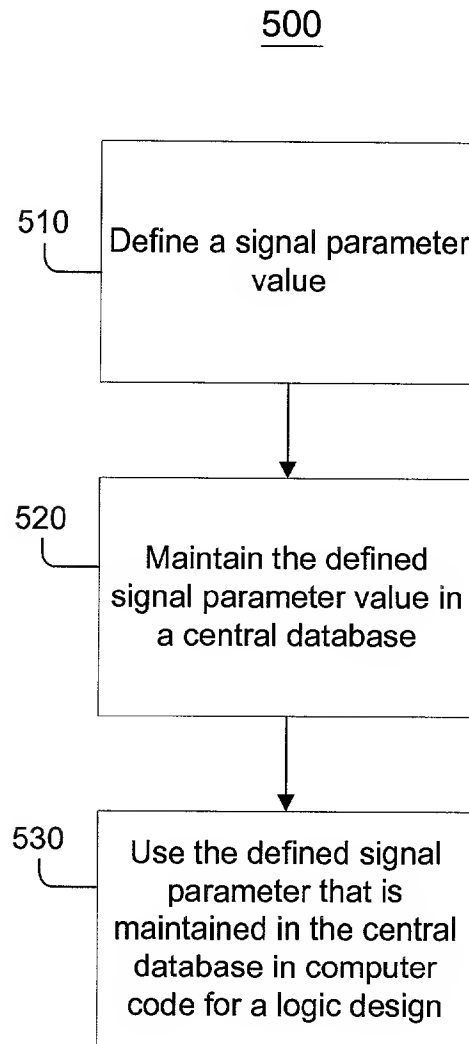 500
510
Define a signal parameter
value
520
Maintain the defined
signal parameter value in
a central database
530
Use the defined signal
parameter that is
maintained in the central
database in computer
code for a logic design